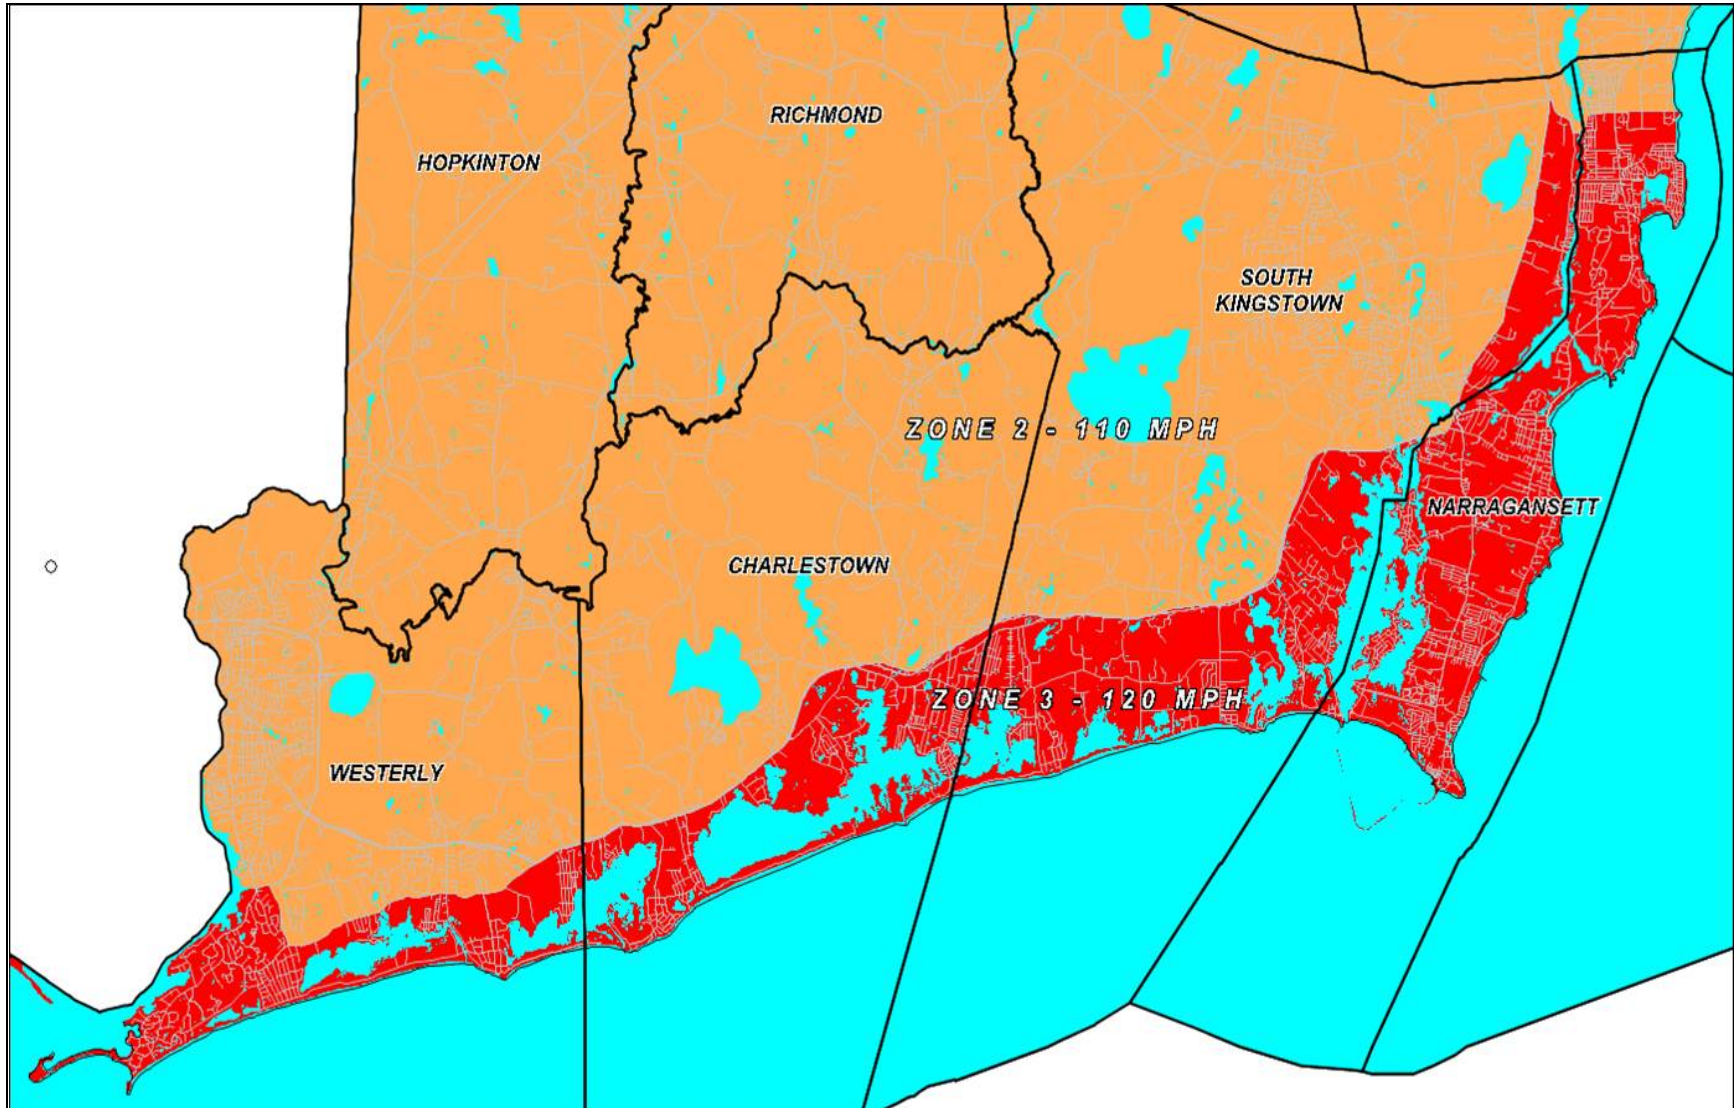 RICHMOND
HOPKINTON
SOUTH
KINGSTOWN
ZONE 2 - 110 MPH
NARRAGANSETT
CHARLESTOWN
ZONE 3 - 120 MPH
WESTERLY